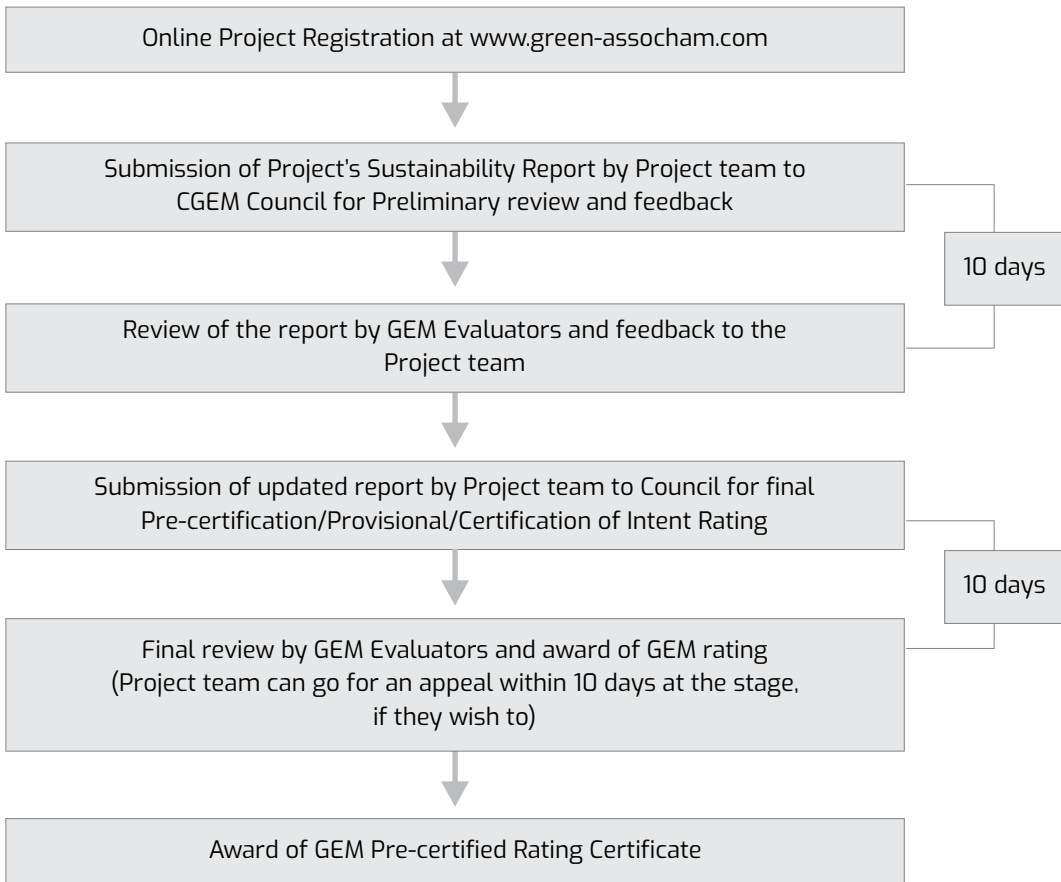 Online Project Registration at www.green-assocham.com
Submission of Project's Sustainability Report by Project team to
CGEM Council for Preliminary review and feedback
10 days
Review of the report by GEM Evaluators and feedback to the
Project team
Submission of updated report by Project team to Council for final
Pre-certification/Provisional/Certification of Intent Rating
10 days
Final review by GEM Evaluators and award of GEM rating
(Project team can go for an appeal within 10 days at the stage,
if they wish to)
Award of GEM Pre-certified Rating Certificate